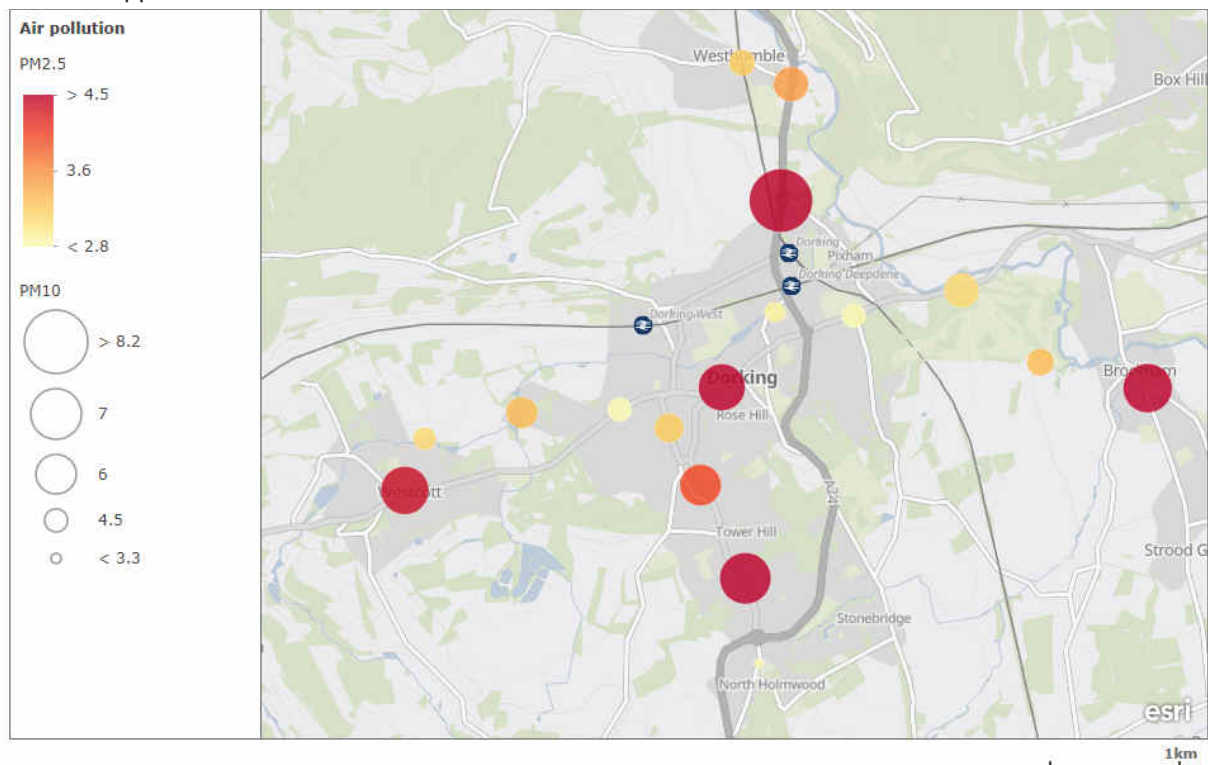 Air pollution
PM2.5
> 4.5
3.6
< 2.8
PM10
> 8.2
7
6
4.5
< 3.3
Westhumble
Box Hill
Dorking
Pixham
Dorking Deepdene
Dorking West
Dorking
Rose Hill
Brockham
Westcott
A24
Tower Hill
Strood G
Stonebridge
North Holmwood
esri
1km